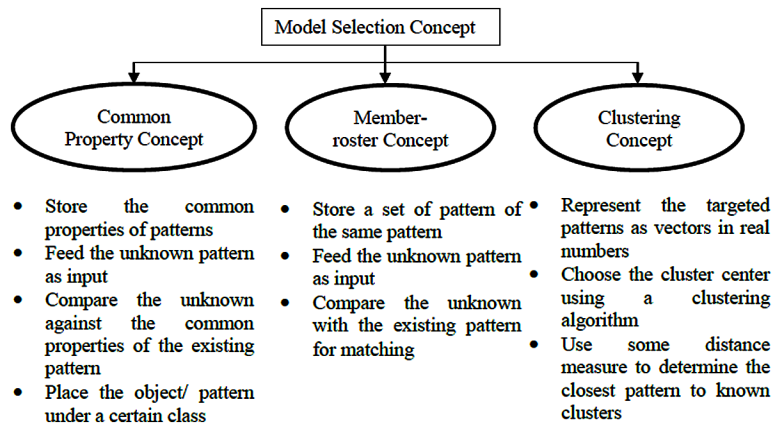 Model Selection Concept
Common
Property Concept
Member-
roster Concept
Clustering
Concept
• Store the common
properties of patterns
• Feed the unknown pattern
as input
• Compare the unknown
against the common
properties of the existing
pattern
• Place the object/ pattern
under a certain class
• Store a set of pattern of
the same pattern
• Feed the unknown pattern
as input
• Compare the unknown
with the existing pattern
for matching
• Represent the targeted
patterns as vectors in real
numbers
• Choose the cluster center
using a clustering
algorithm
• Use some distance
measure to determine the
closest pattern to known
clusters